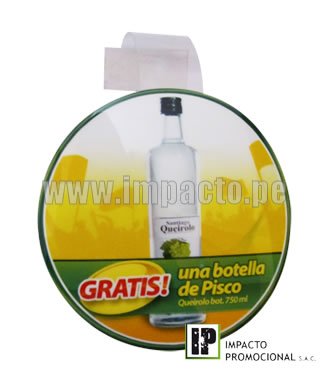 Santiago
Queirolo
www.impacto.pe
GRATIS!
una botella
de Pisco
Queirolo bot. 750 ml
IP
IMPACTO
PROMOCIONAL S.A.C.